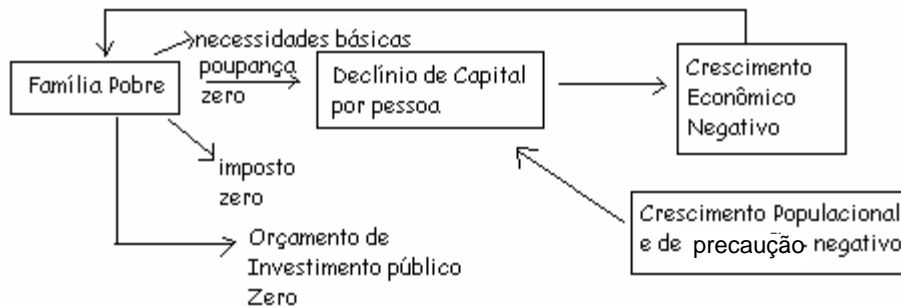 necessidades básicas
Família Pobre
poupança
zero
Declínio de Capital
por pessoa
Crescimento
Econômico
Negativo
imposto
zero
Crescimento Populacional
e de precaução negativo
Orçamento de
Investimento público
Zero